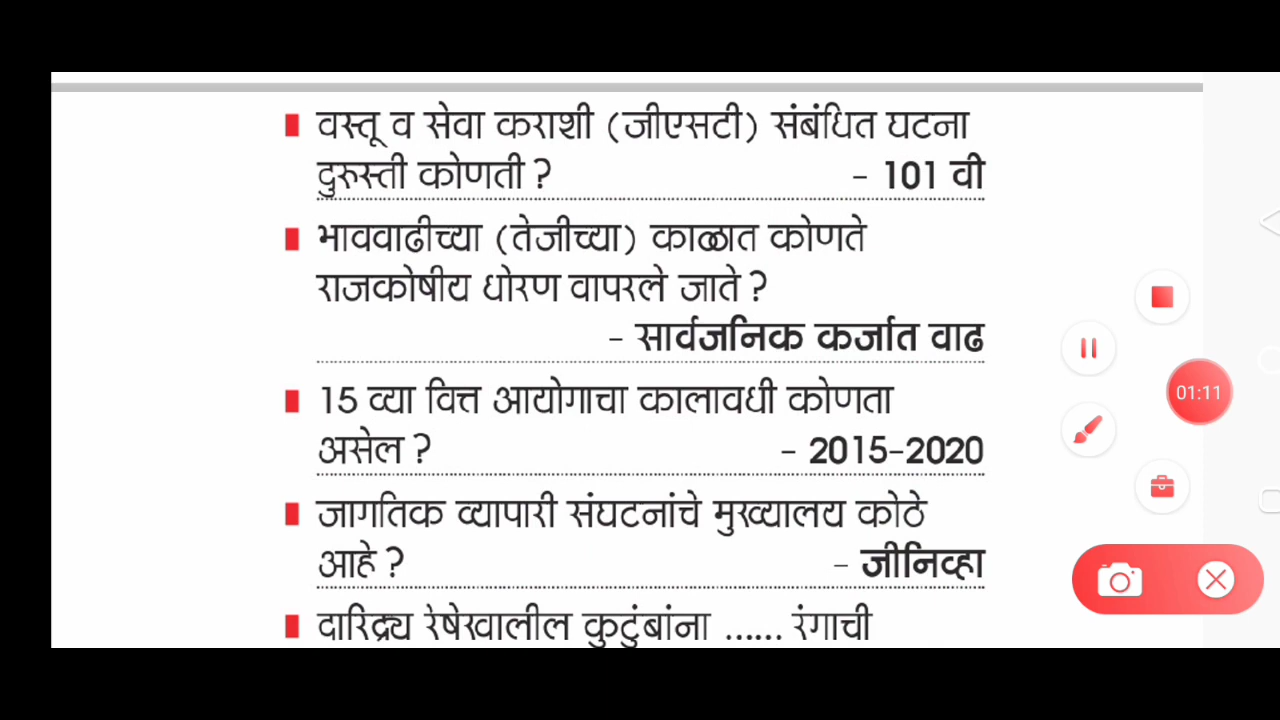 वस्तू व सेवा कराशी (जीएसटी) संबंधित घटना
दुरुस्ती कोणती ? - 101 वी
भाववाढीच्या (तेजीच्या) काळात कोणते
राजकोषीय धोरण वापरले जाते ?
- सार्वजनिक कर्जात वाढ
15 व्या वित्त आयोगाचा कालावधी कोणता
असेल ? - 2015-2020
जागतिक व्यापारी संघटनांचे मुख्यालय कोठे
आहे ? - जीनिव्हा
दारिद्र्य रेषेखालील कुटुंबांना ...... रंगाची
01:11